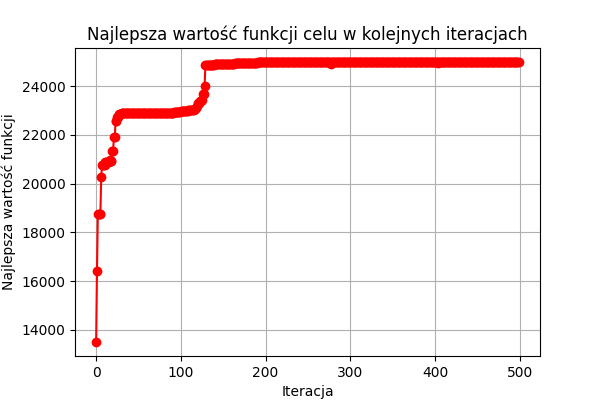 Najlepsza wartość funkcji celu w kolejnych iteracjach
Najlepsza wartość funkcji
24000
22000
20000
18000
16000
14000
0 100 200 300 400 500
Iteracja